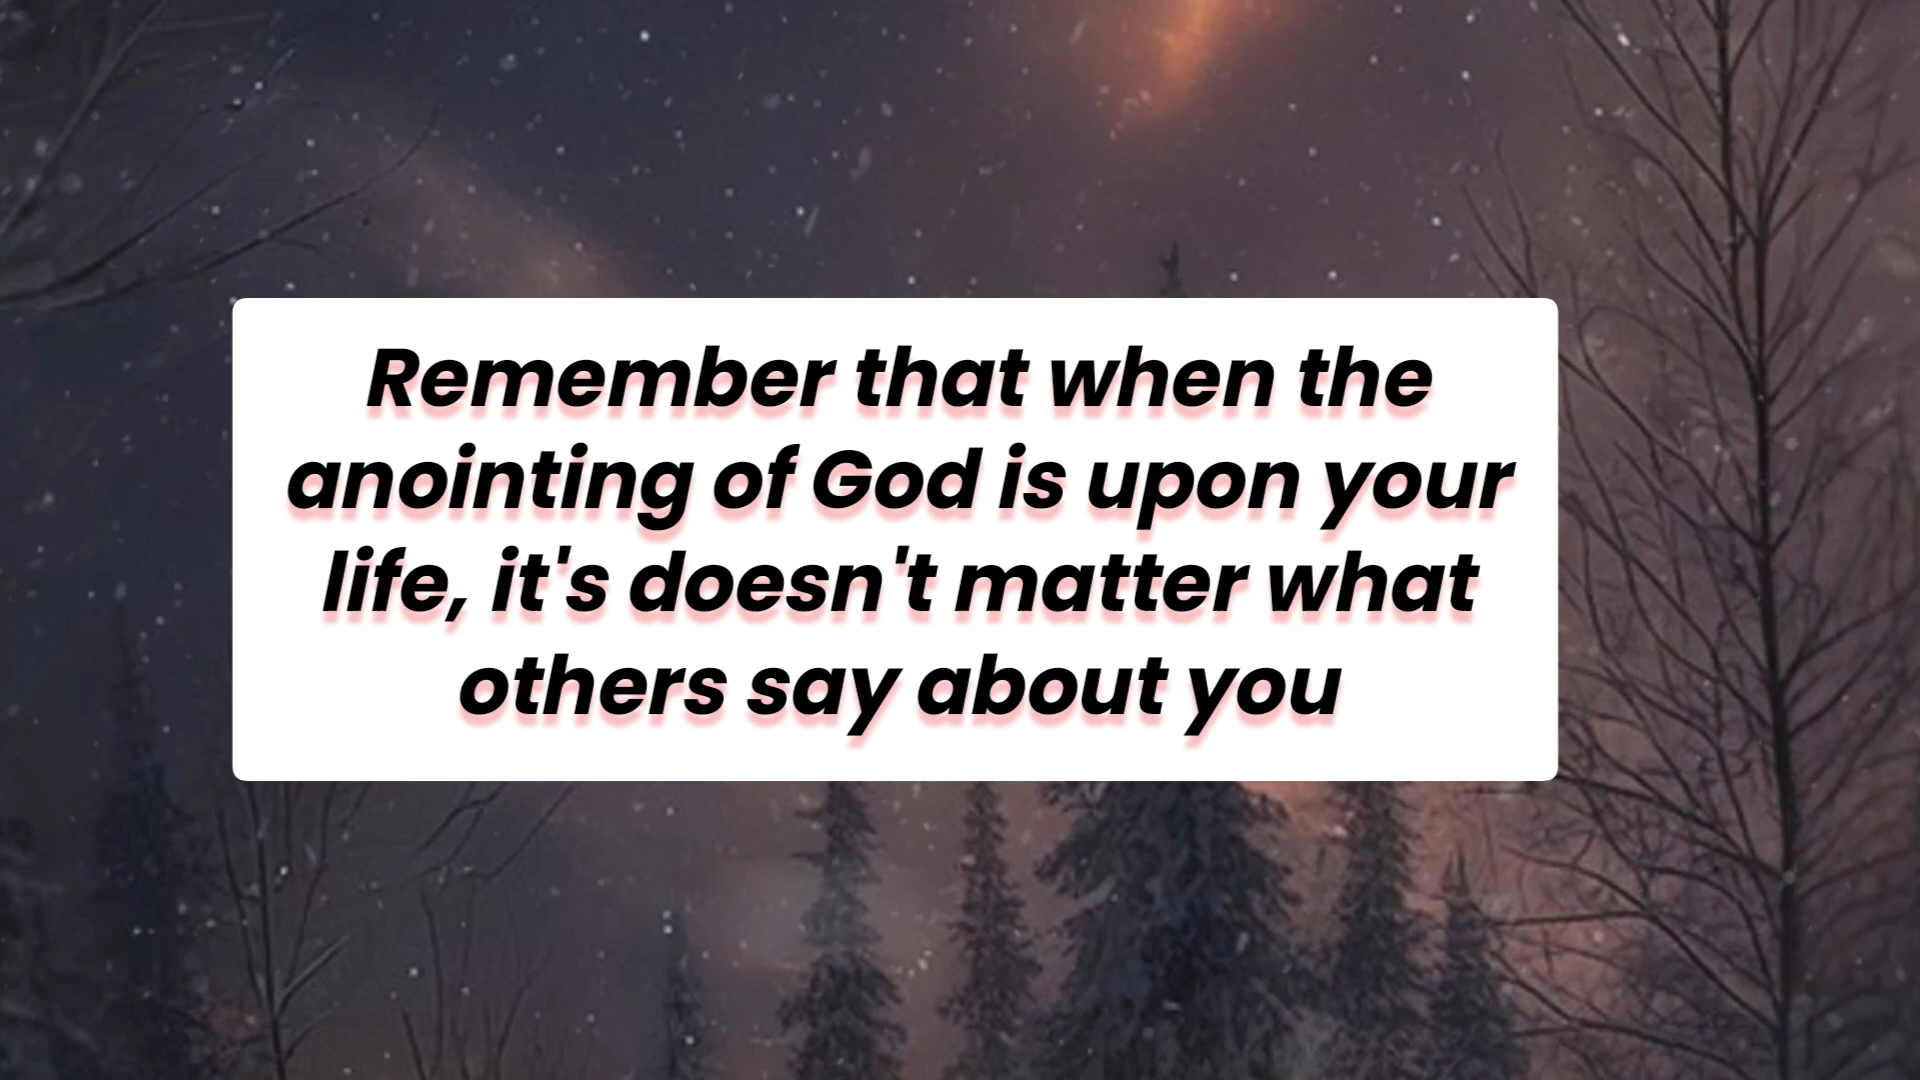 Remember that when the
anointing of God is upon your
life, it's doesn't matter what
others say about you